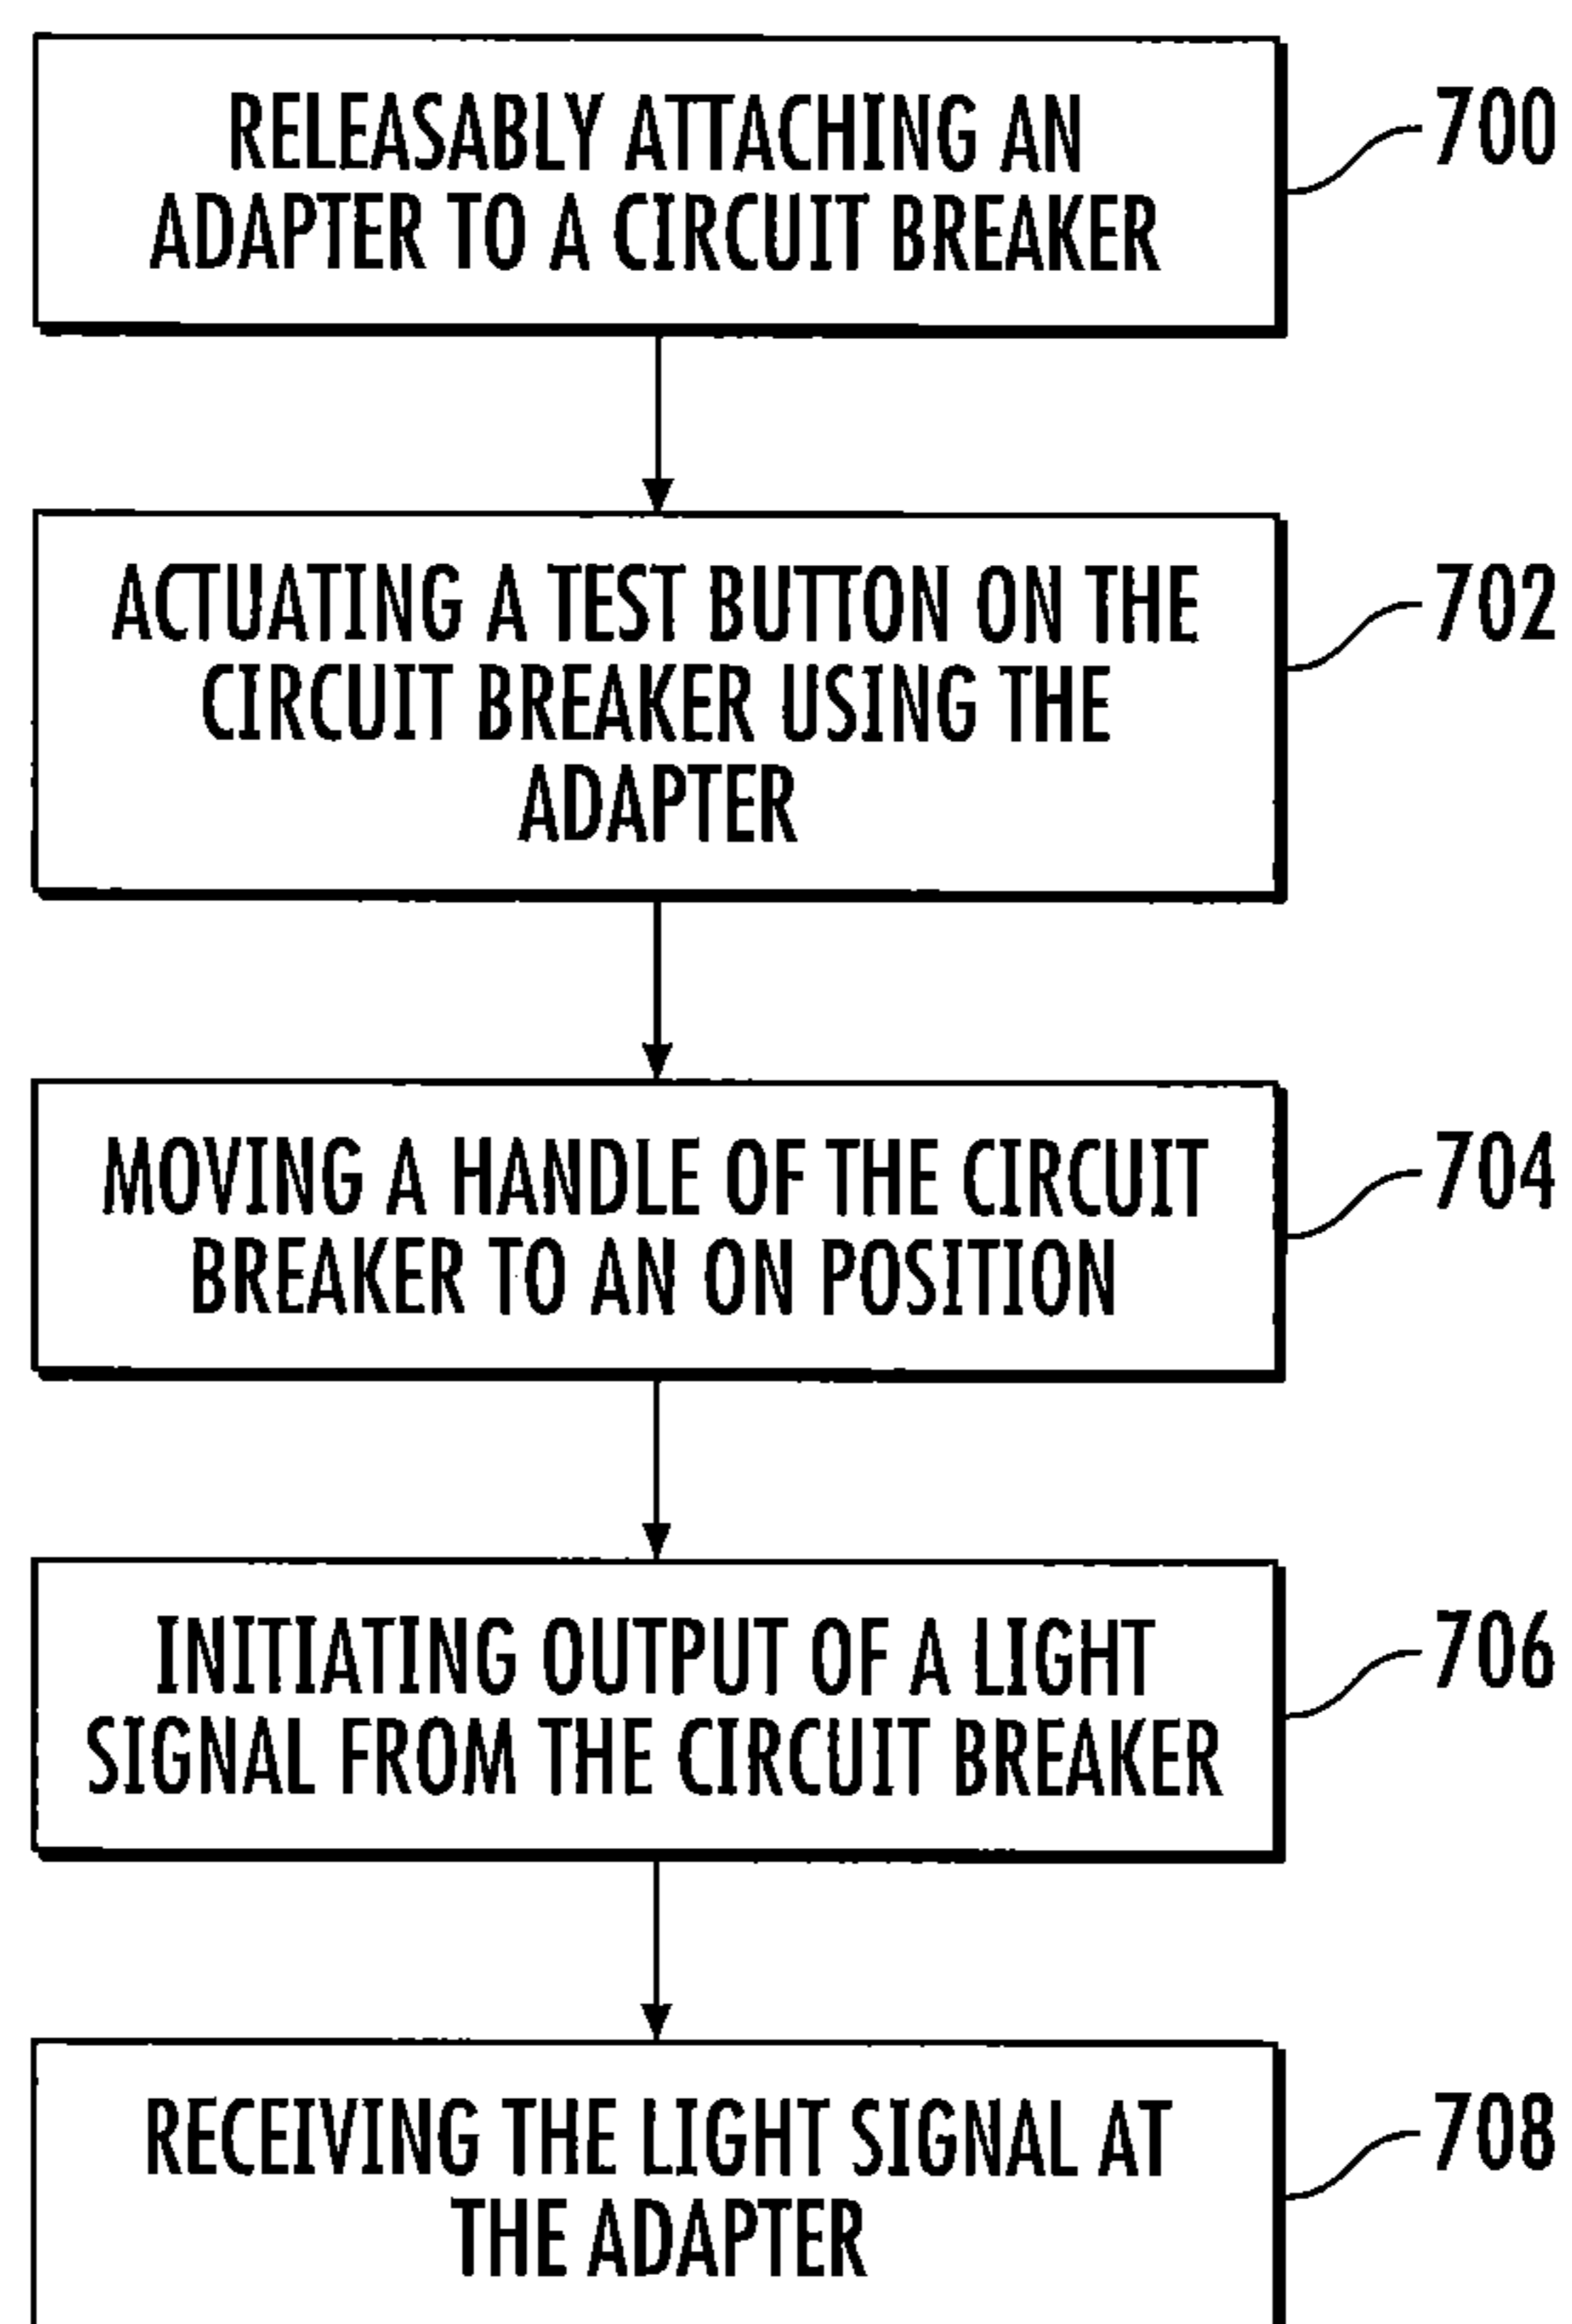 RELEASABLY ATTACHING AN
ADAPTER TO A CIRCUIT BREAKER
700
ACTUATING A TEST BUTTON ON THE
CIRCUIT BREAKER USING THE
ADAPTER
702
MOVING A HANDLE OF THE CIRCUIT
BREAKER TO AN ON POSITION
704
INITIATING OUTPUT OF A LIGHT
SIGNAL FROM THE CIRCUIT BREAKER
706
RECEIVING THE LIGHT SIGNAL AT
THE ADAPTER
708